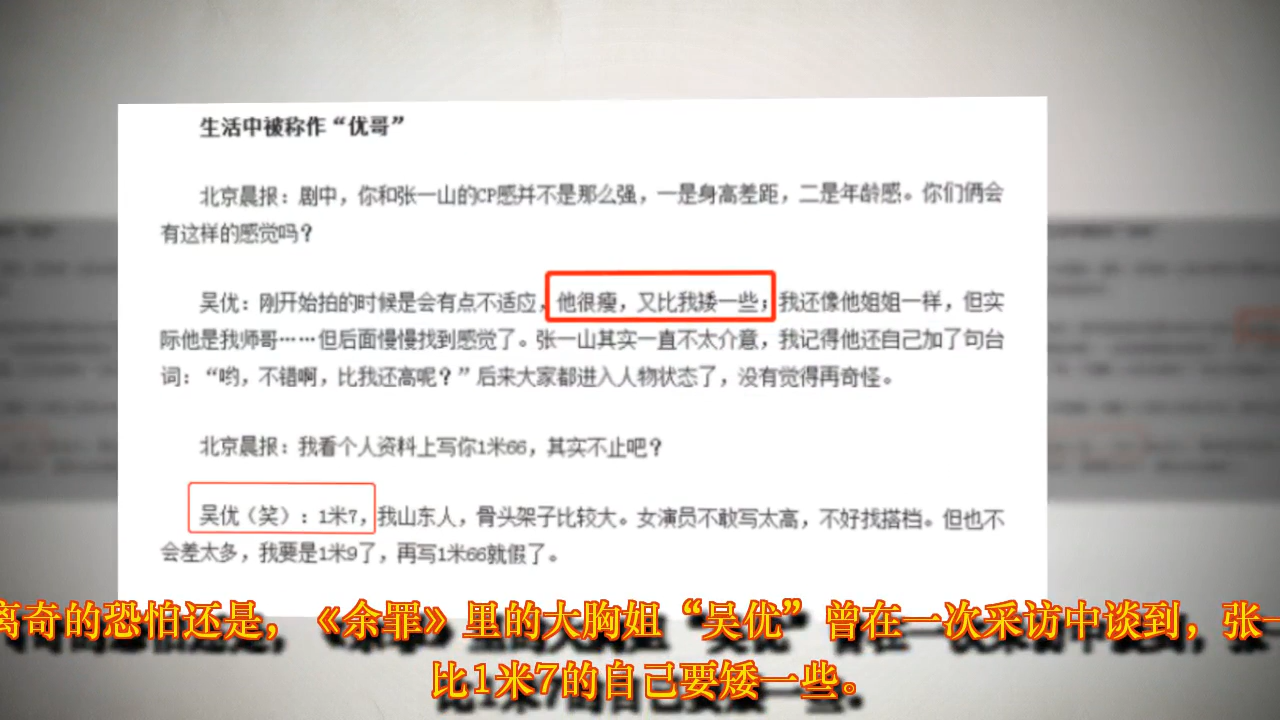 生活中被称作“优哥”
北京晨报：剧中，你和张一山的CP感并不是那么强，一是身高差距，二是年龄感。你们俩会
有这样的感觉吗？
吴优：刚开始拍的时候是会有点不适应，他很瘦，又比我矮一些；我还像他姐姐一样，但实
际他是我师哥……但后面慢慢找到感觉了。张一山其实一直不太介意，我记得他还自己加了句台
词：“哟，不错啊，比我还高呢？”后来大家都进入人物状态了，没有觉得再奇怪。
北京晨报：我看个人资料上写你1米66，其实不止吧？
吴优（笑）：1米7，我山东人，骨头架子比较大。女演员不敢写太高，不好找搭档。但也不
会差太多，我要是1米9了，再写1米66就假了。
离奇的恐怕还是，《余罪》里的大胸姐“吴优”曾在一次采访中谈到，张一
比1米7的自己要矮一些。